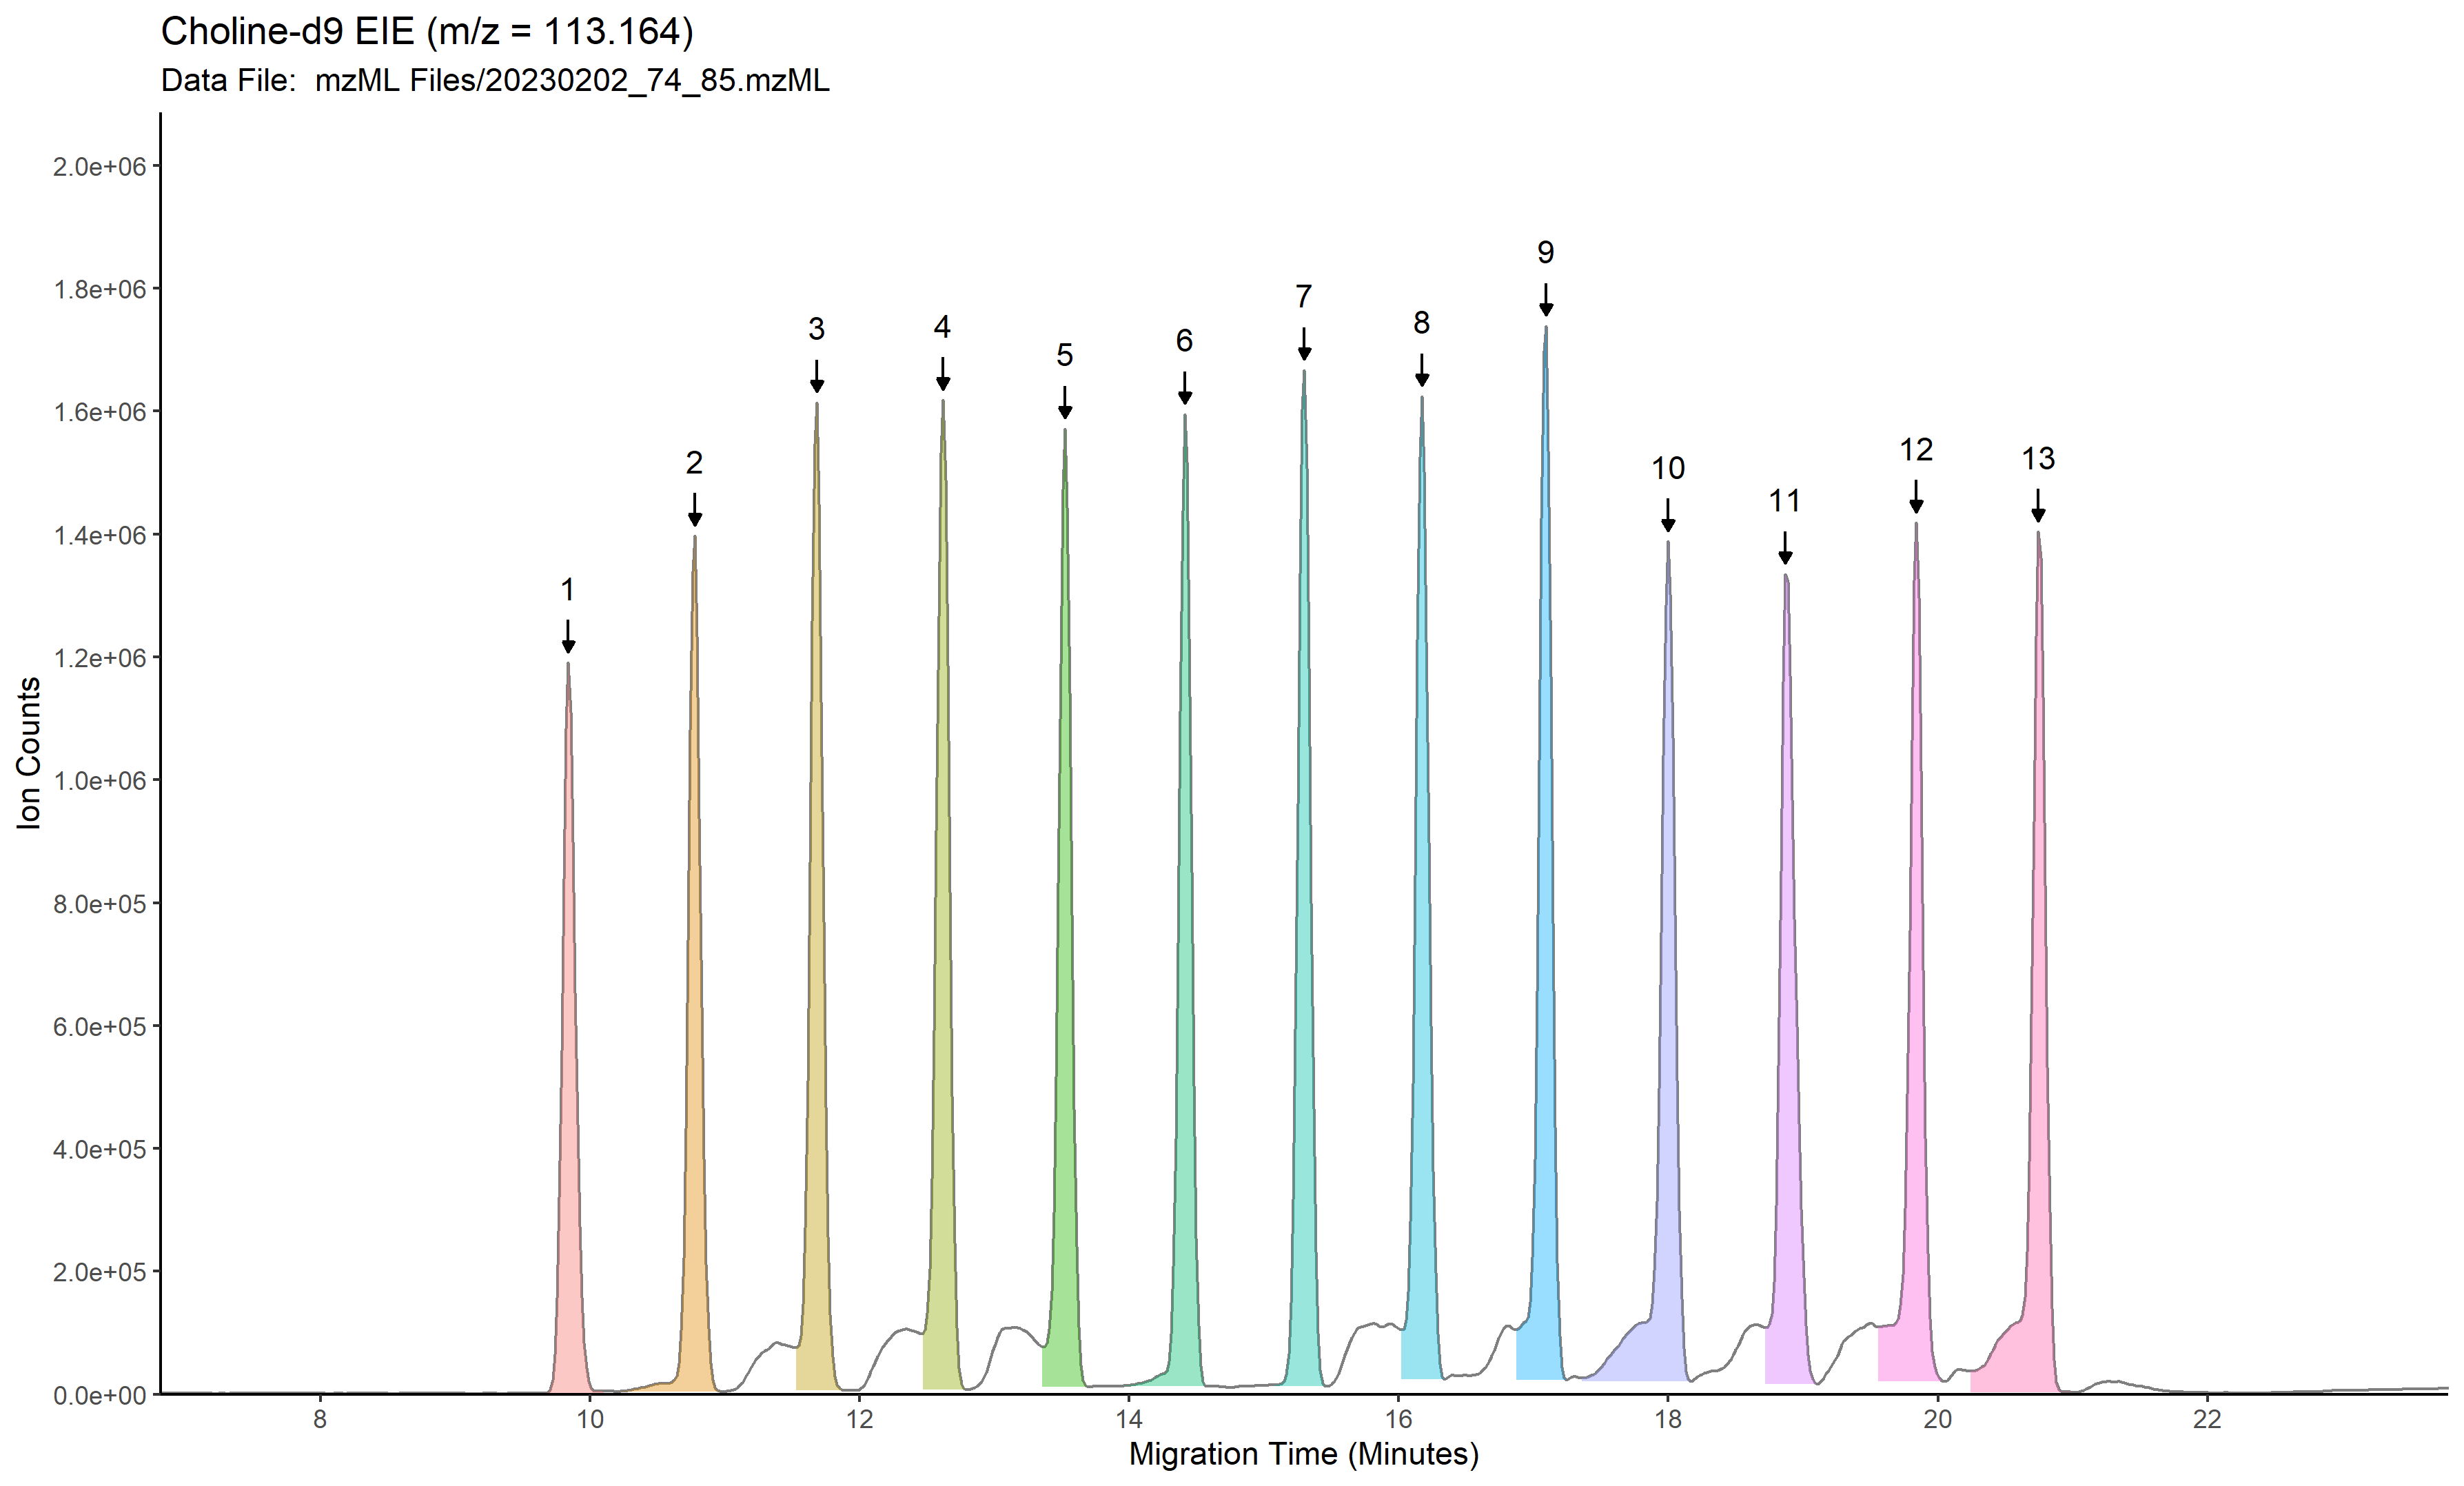 Choline-d9 EIE (m/z = 113.164)
Data File:  mzML Files/20230202_74_85.mzML
2.0e+06
1.8e+06
1.6e+06
1.4e+06
1.2e+06
1.0e+06
8.0e+05
6.0e+05
4.0e+05
2.0e+05
0.0e+00
Ion Counts
1
2
3
4
5
6
7
8
9
10
11
12
13
8
10
12
14
16
18
20
22
Migration Time (Minutes)